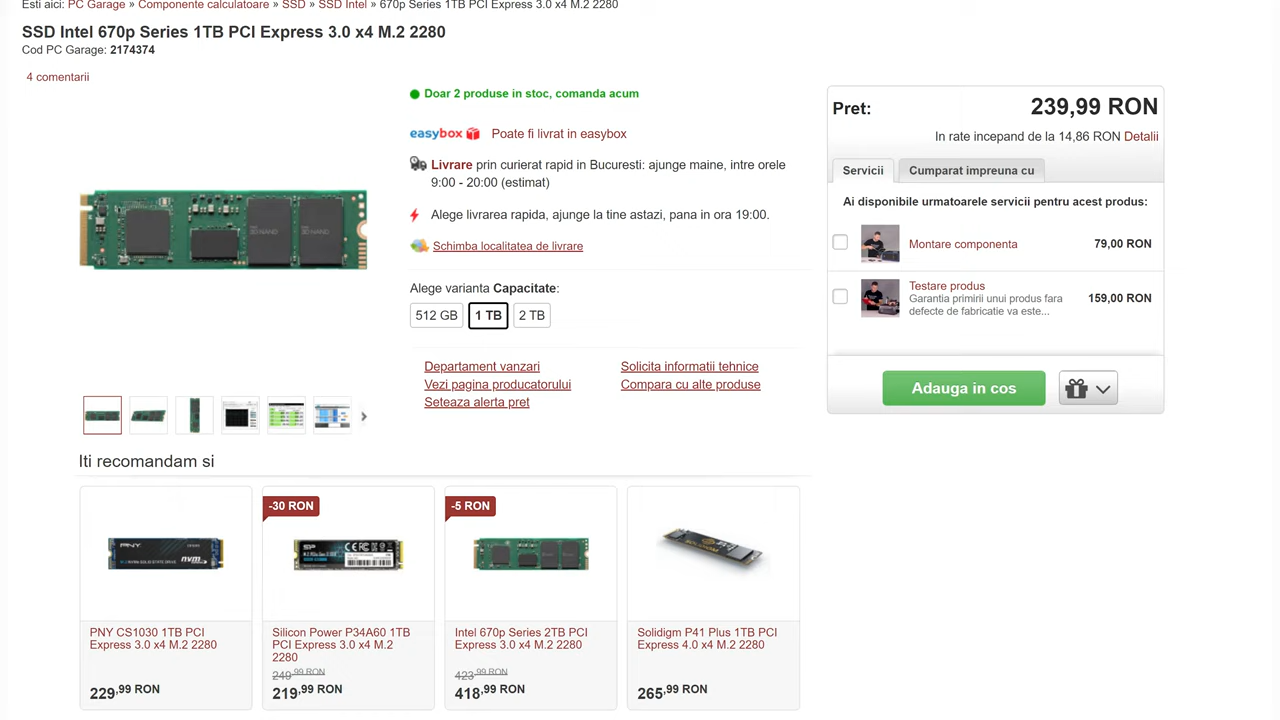 Esti aici: PC Garage » Componente calculatoare » SSD » SSD Intel » 670p Series 1TB PCI Express 3.0 x4 M.2 2280
SSD Intel 670p Series 1TB PCI Express 3.0 x4 M.2 2280
Cod PC Garage: 2174374
4 comentarii
Doar 2 produse in stoc, comanda acum
easybox Poate fi livrat in easybox
Livrare prin curierat rapid in Bucuresti: ajunge maine, intre orele
9:00 - 20:00 (estimat)
Alege livrarea rapida, ajunge la tine astazi, pana in ora 19:00.
Schimba localitatea de livrare
Alege varianta Capacitate:
512 GB 1 TB 2 TB
Departament vanzari Solicita informatii tehnice
Vezi pagina producatorului Compara cu alte produse
Seteaza alerta pret
Pret: 239,99 RON
In rate incepand de la 14,86 RON Detalii
Servicii Cumparat impreuna cu
Ai disponibile urmatoarele servicii pentru acest produs:
Montare componenta 79,00 RON
Testare produs
Garantia primirii unui produs fara
defecte de fabricatie va este...
159,00 RON
Adauga in cos
Iti recomandam si
PNY
nvm
PNY CS1030 1TB PCI
Express 3.0 x4 M.2 2280
229,99 RON
-30 RON
SP
Silicon Power P34A60 1TB
PCI Express 3.0 x4 M.2
2280
249,99 RON
219,99 RON
-5 RON
Intel 670p Series 2TB PCI
Express 3.0 x4 M.2 2280
423,99 RON
418,99 RON
Solidigm P41 Plus 1TB PCI
Express 4.0 x4 M.2 2280
265,99 RON